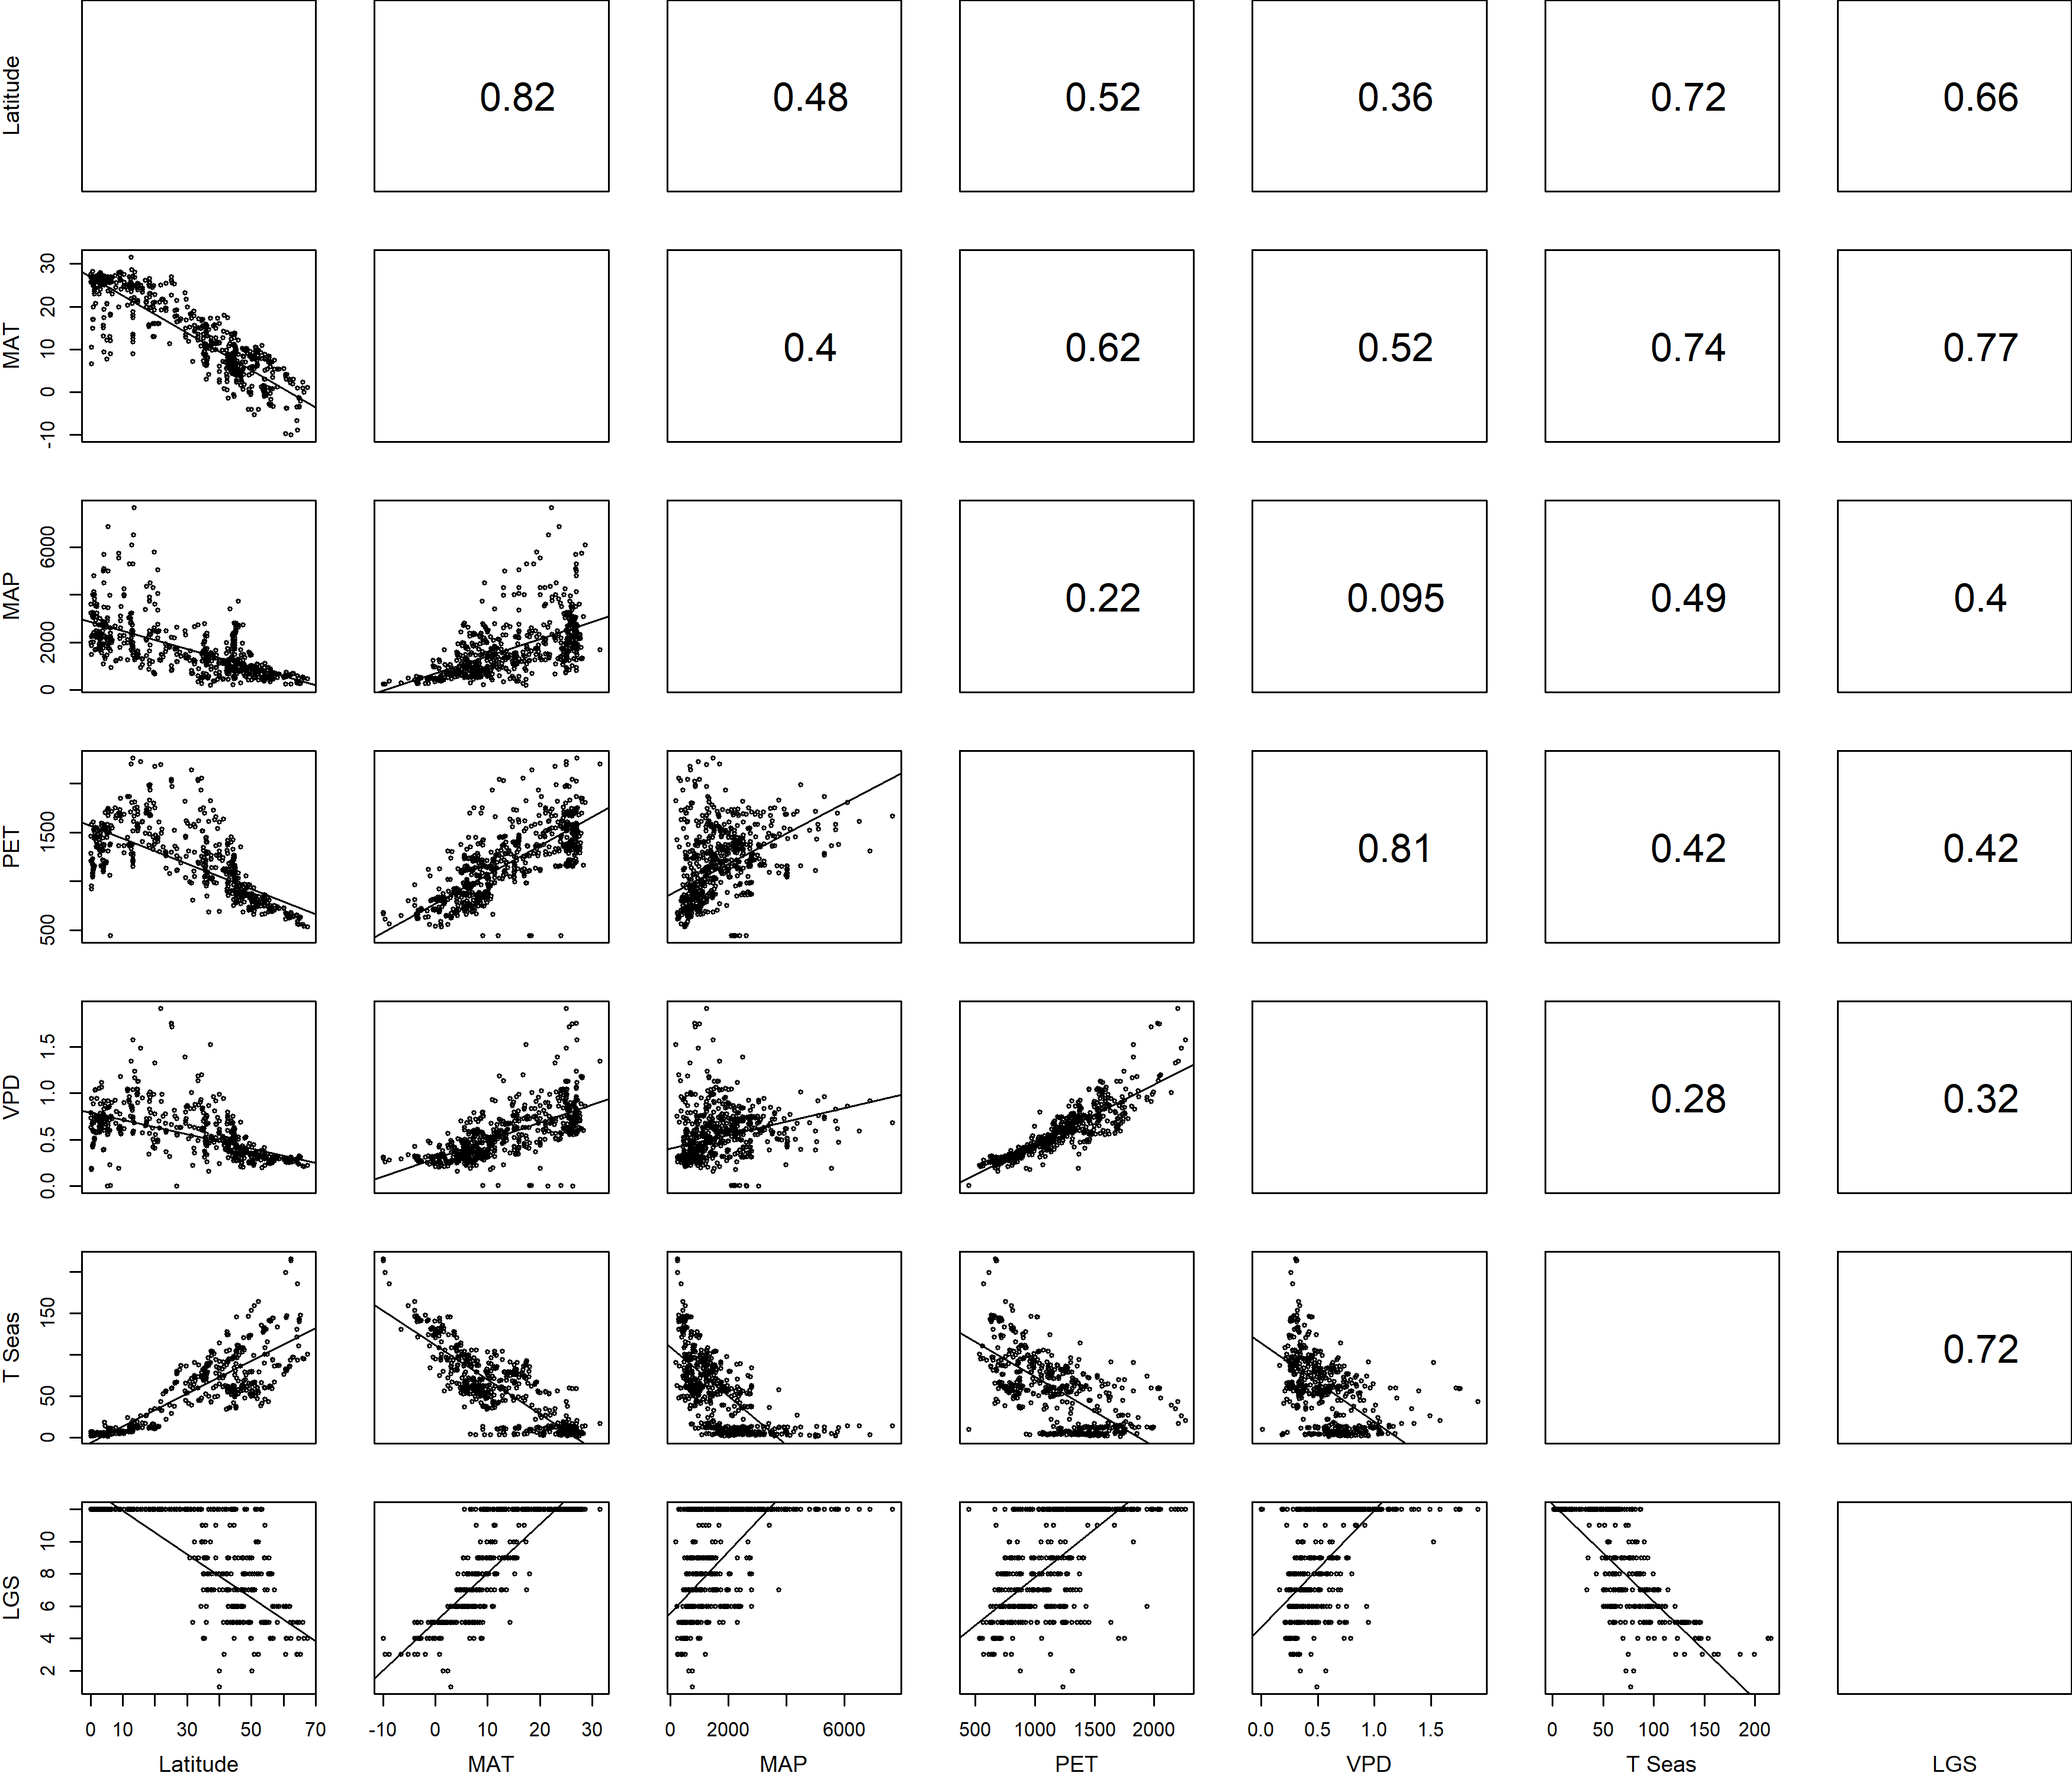 Latitude
0.82 0.48 0.52 0.36 0.72 0.66
MAT
-10 0 10 20 30
0.4 0.62 0.52 0.74 0.77
MAP
0 2000 6000
0.22 0.095 0.49 0.4
PET
500 1500
0.81 0.42 0.42
VPD
0.0 0.5 1.0 1.5
0.28 0.32
T Seas
0 50 150
0.72
LGS
2 4 6 8 10
0 10 30 50 70
-10 0 10 20 30
0 2000 6000
500 1000 1500 2000
0.0 0.5 1.0 1.5
0 50 100 150 200
Latitude MAT MAP PET VPD T Seas LGS